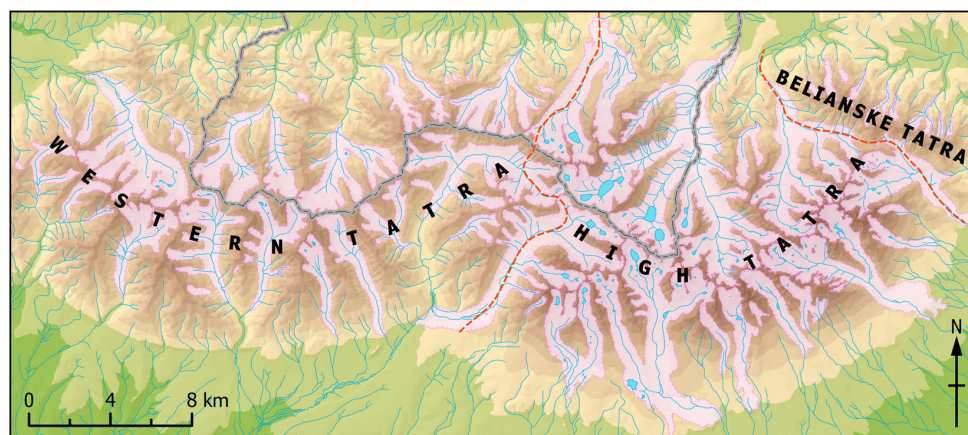 WESTERN TATRA
HIGH TATRA
BELIANSKE TATRA
N
0 4 8 km